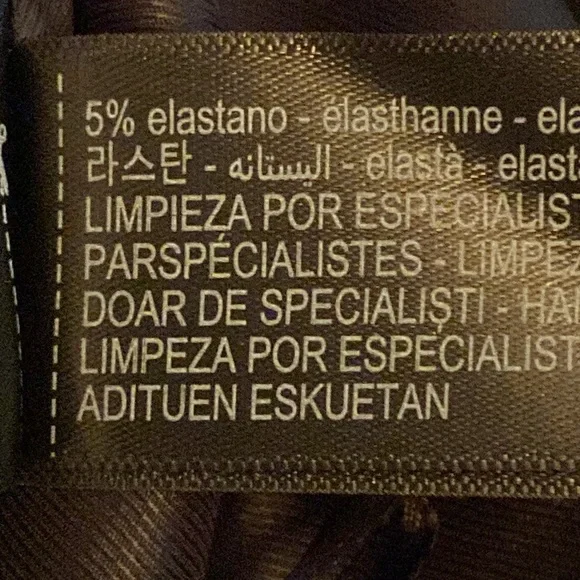 5% elastano - élasthanne - ela
라스탄 - اليستانه - elastà - elast
LIMPIEZA POR ESPECIALIST
PARSPÉCIALISTES - LIMPEZ
DOAR DE SPECIALIȘTI - HAI
LIMPEZA POR ESPECIALIST
ADITUEN ESKUETAN